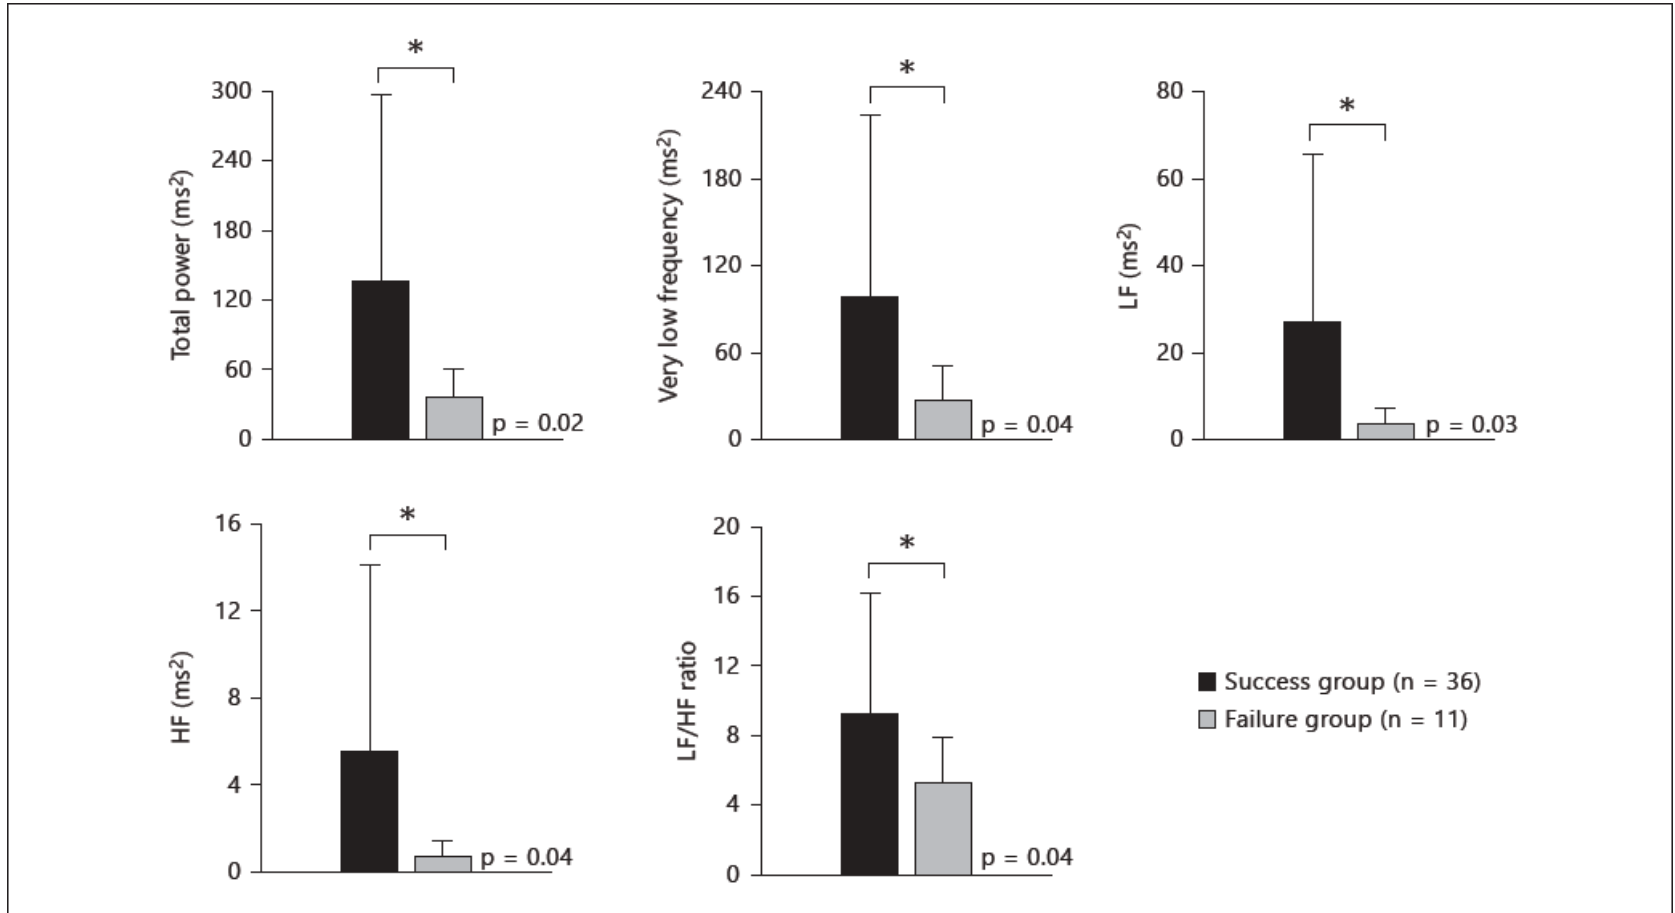 *
300
240
180
120
60
0
Total power (ms²)
p = 0.02
*
240
180
120
60
0
Very low frequency (ms²)
p = 0.04
*
80
60
40
20
0
LF (ms²)
p = 0.03
*
16
12
8
4
0
HF (ms²)
p = 0.04
*
20
16
12
8
4
0
LF/HF ratio
p = 0.04
Success group (n = 36)
Failure group (n = 11)